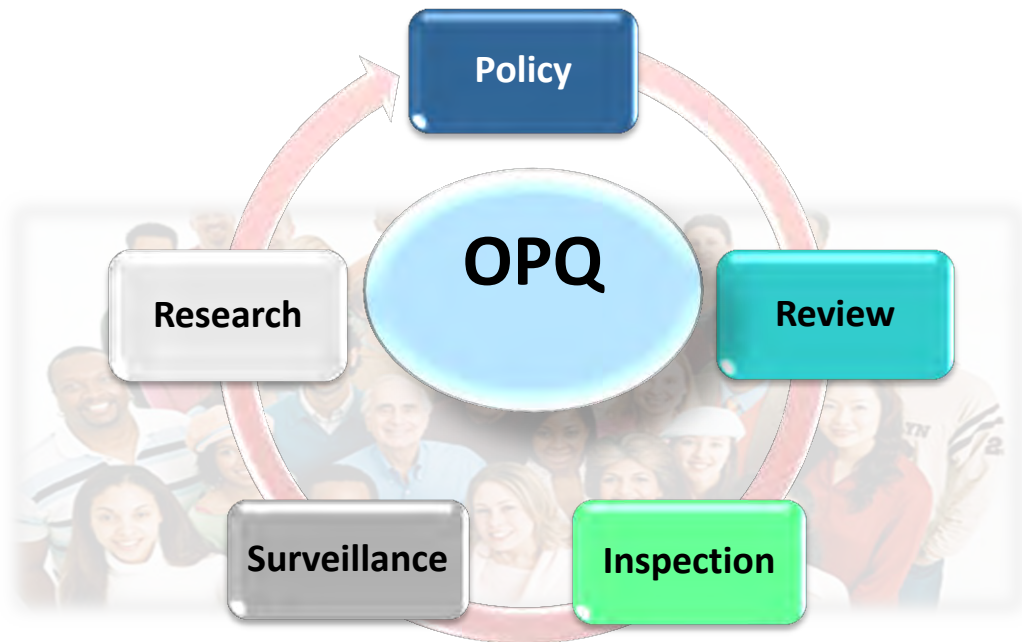 Policy
OPQ
Research
Review
Surveillance
Inspection